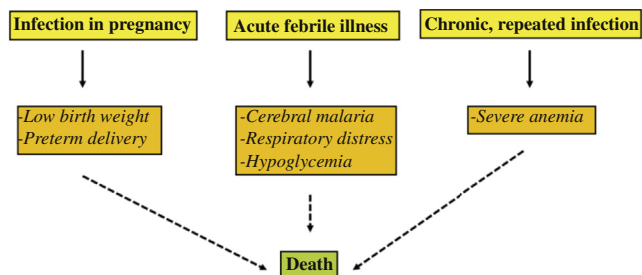 Infection in pregnancy
Acute febrile illness
Chronic, repeated infection
-Low birth weight
-Preterm delivery
-Cerebral malaria
-Respiratory distress
-Hypoglycemia
-Severe anemia
Death